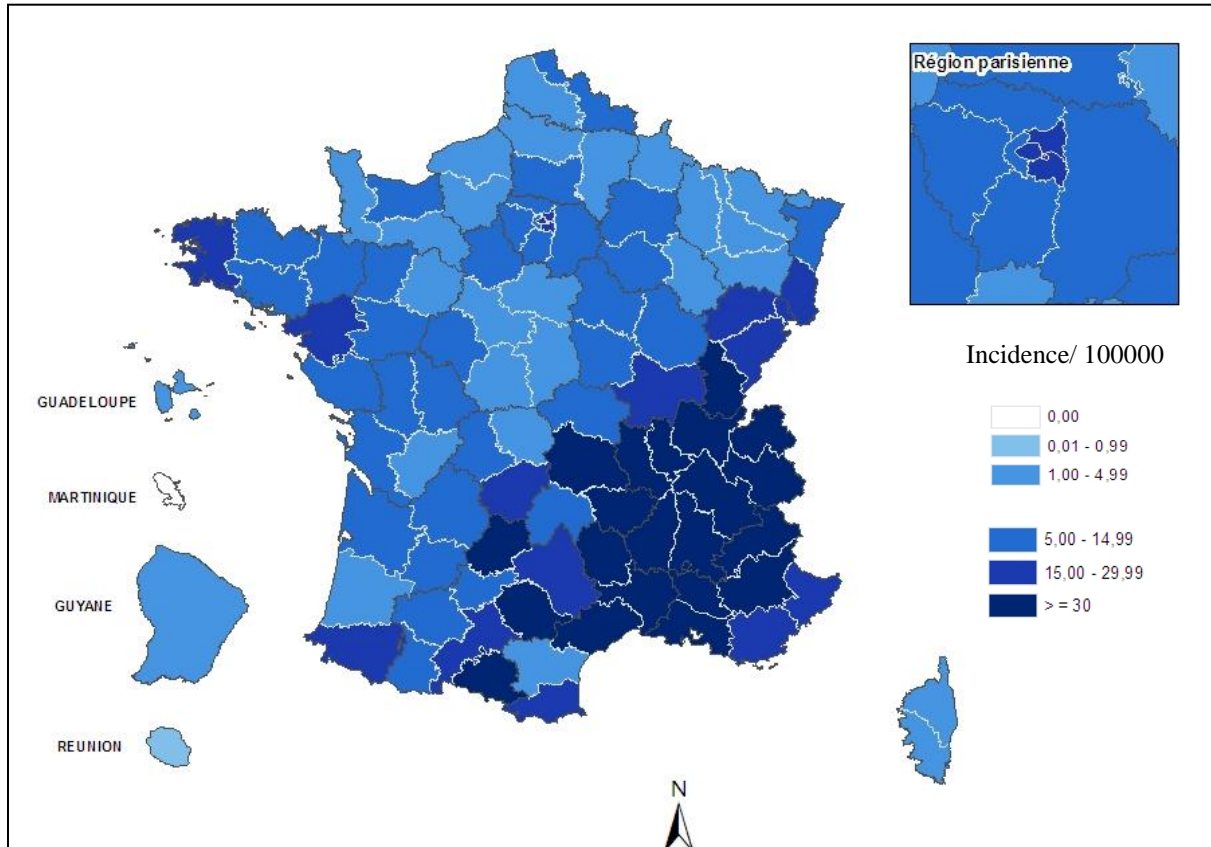 Région parisienne
Incidence/ 100000
0,00
0,01 - 0,99
1,00 - 4,99
5,00 - 14,99
15,00 - 29,99
> = 30
GUADELOUPE
MARTINIQUE
GUYANE
REUNION
N